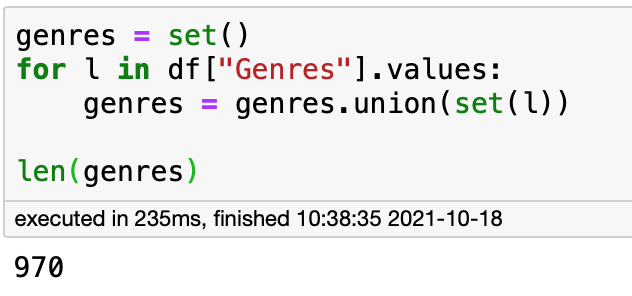 genres = set()
for l in df["Genres"].values:
    genres = genres.union(set(l))

len(genres)
executed in 235ms, finished 10:38:35 2021-10-18
970